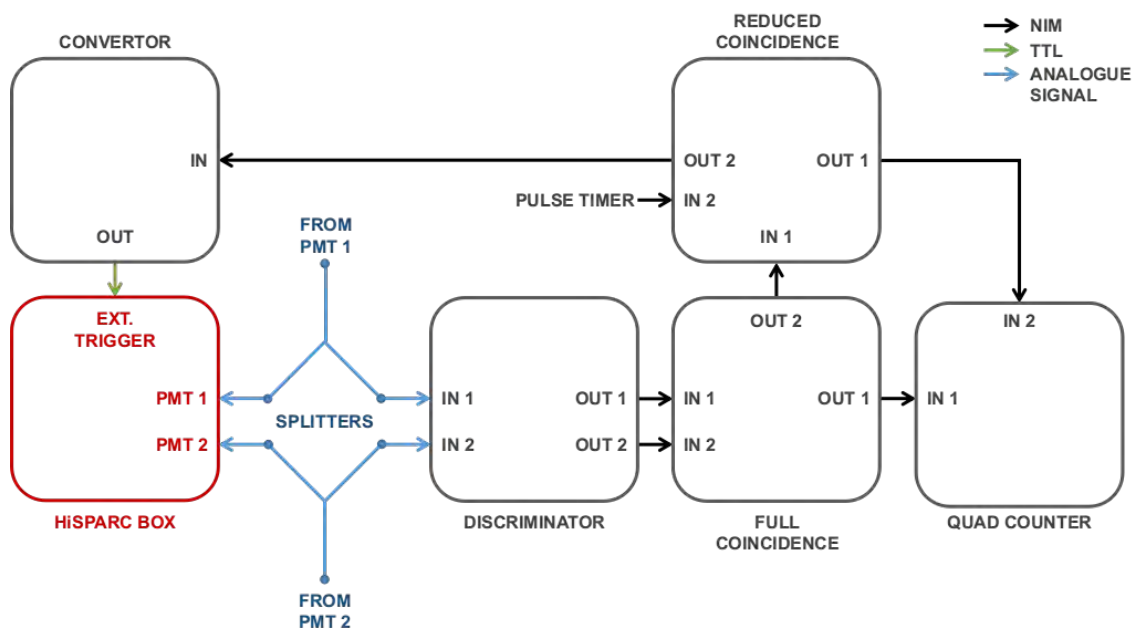 CONVERTOR
REDUCED
COINCIDENCE
NIM
TTL
ANALOGUE
SIGNAL
IN
OUT 2
OUT 1
PULSE TIMER
IN 2
OUT
IN 1
FROM
PMT 1
EXT.
TRIGGER
OUT 2
IN 2
PMT 1
IN 1
OUT 1
IN 1
OUT 1
IN 1
SPLITTERS
PMT 2
IN 2
OUT 2
IN 2
HiSPARC BOX
DISCRIMINATOR
FULL
COINCIDENCE
QUAD COUNTER
FROM
PMT 2